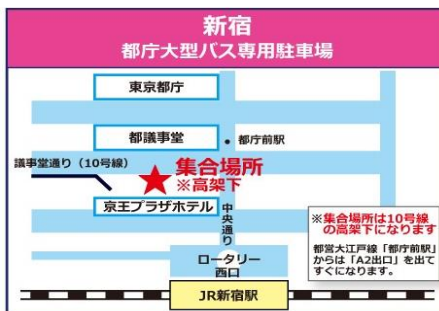 新宿
都庁大型バス専用駐車場
東京都庁
都議事堂
都庁前駅
議事堂通り（10号線）
集合場所
※高架下
京王プラザホテル
中央通り
ロータリー
西口
JR新宿駅
※集合場所は10号線
の高架下になります
都営大江戸線「都庁前駅」
からは「A2出口」を出て
すぐになります。